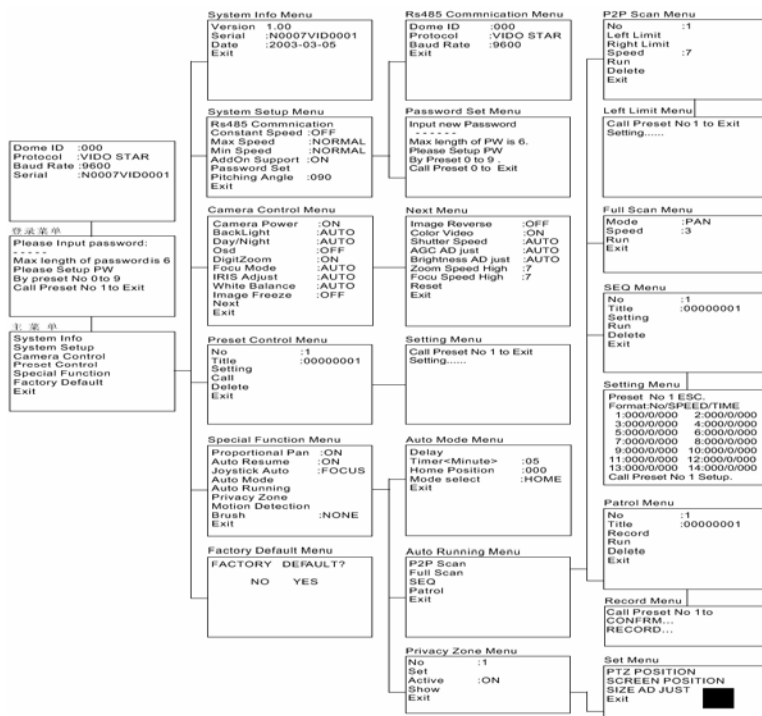 Dome ID :000
Protocol :VIDO STAR
Baud Rate :9600
Serial :N0007VID0001
登录菜单
Please Input password:
- - - - -
Max length of password is 6
Please Setup PW
By preset No 0 to 9
Call Preset No 1 to Exit
主 菜 单
System Info
System Setup
Camera Control
Preset Control
Special Function
Factory Default
Exit
System Info Menu
Version 1.00
Serial :N0007VID0001
Date :2003-03-05
Exit
System Setup Menu
Rs485 Commnication
Constant Speed :OFF
Max Speed :NORMAL
Min Speed :NORMAL
AddOn Support :ON
Password Set
Pitching Angle :090
Exit
Camera Control Menu
Camera Power :ON
BackLight :AUTO
Day/Night :AUTO
Osd :OFF
DigitZoom :ON
Focu Mode :AUTO
IRIS Adjust :AUTO
White Balance :AUTO
Image Freeze :OFF
Next
Exit
Preset Control Menu
No :1
Title :00000001
Setting
Call
Delete
Exit
Special Function Menu
Proportional Pan :ON
Auto Resume :ON
Joystick Auto :FOCUS
Auto Mode
Auto Running
Privacy Zone
Motion Detection
Brush :NONE
Exit
Factory Default Menu
FACTORY DEFAULT?
NO YES
Rs485 Commnication Menu
Dome ID :000
Protocol :VIDO STAR
Baud Rate :9600
Exit
Password Set Menu
Input new Password
- - - - - -
Max length of PW is 6.
Please Setup PW
By Preset 0 to 9 .
Call Preset 0 to Exit
Next Menu
Image Reverse :OFF
Color Video :ON
Shutter Speed :AUTO
AGC AD just :AUTO
Brightness AD just :AUTO
Zoom Speed High :7
Focu Speed High :7
Reset
Exit
Setting Menu
Call Preset No 1 to Exit
Setting......
Auto Mode Menu
Delay
Timer<Minute> :05
Home Position :000
Mode select :HOME
Exit
Auto Running Menu
P2P Scan
Full Scan
SEQ
Patrol
Exit
Privacy Zone Menu
No :1
Set
Active :ON
Show
Exit
P2P Scan Menu
No :1
Left Limit
Right Limit
Speed :7
Run
Delete
Exit
Left Limit Menu
Call Preset No 1 to Exit
Setting......
Full Scan Menu
Mode :PAN
Speed :3
Run
Exit
SEQ Menu
No :1
Title :00000001
Setting
Run
Delete
Exit
Setting Menu
Preset No 1 ESC.
Format:No/SPEED/TIME
1:000/0/000 2:000/0/000
3:000/0/000 4:000/0/000
5:000/0/000 6:000/0/000
7:000/0/000 8:000/0/000
9:000/0/000 10:000/0/000
11:000/0/000 12:000/0/000
13:000/0/000 14:000/0/000
Call Preset No 1 Setup.
Patrol Menu
No :1
Title :00000001
Record
Run
Delete
Exit
Record Menu
Call Preset No 1to
CONFRM...
RECORD...
Set Menu
PTZ POSITION
SCREEN POSITION
SIZE AD JUST
Exit